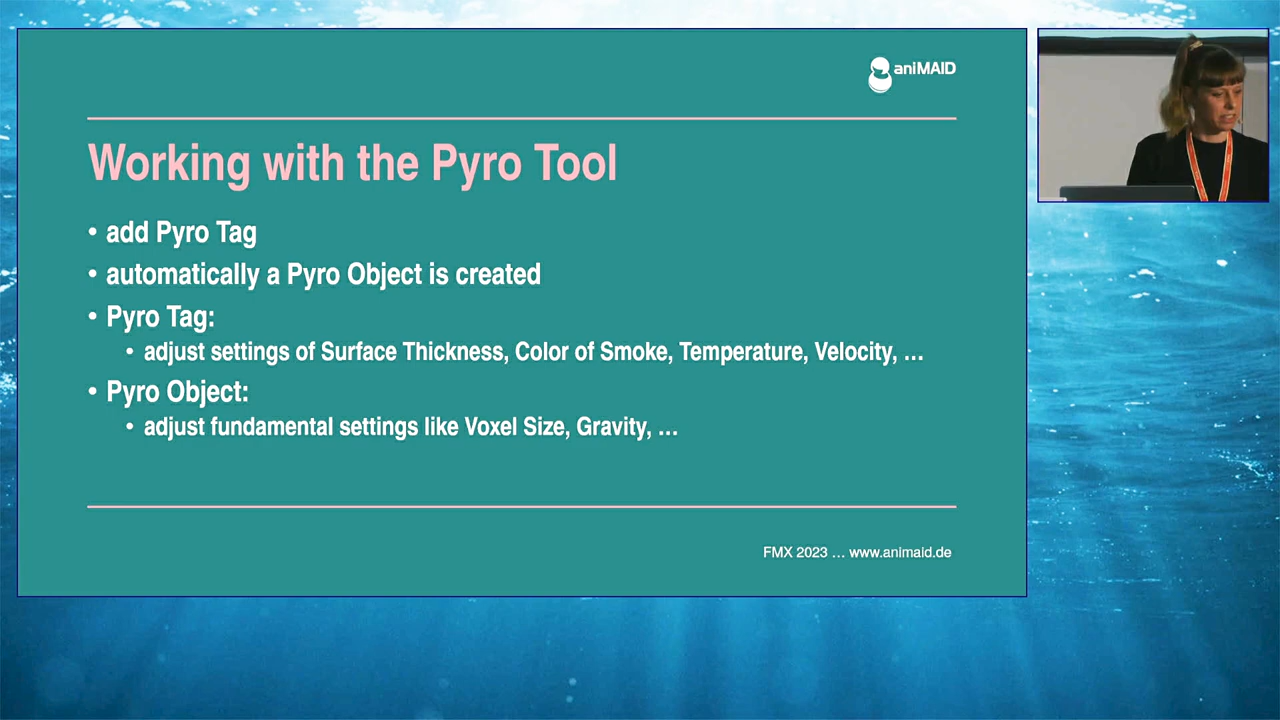 aniMAID
Working with the Pyro Tool
• add Pyro Tag
• automatically a Pyro Object is created
• Pyro Tag:
• adjust settings of Surface Thickness, Color of Smoke, Temperature, Velocity, ...
• Pyro Object:
• adjust fundamental settings like Voxel Size, Gravity, ...
FMX 2023 ... www.animaid.de